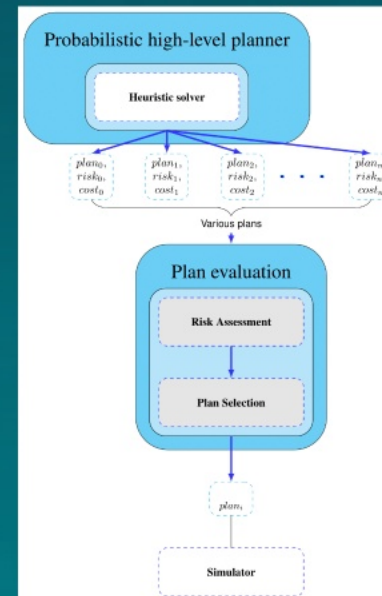 Probabilistic high-level planner
Heuristic solver
plan₀, plan₁, plan₂, . . . planₙ,
risk₀, risk₁, risk₂, riskₙ,
cost₀ cost₁ cost₂ costₙ
Various plans
Plan evaluation
Risk Assessment
Plan Selection
planᵢ
Simulator